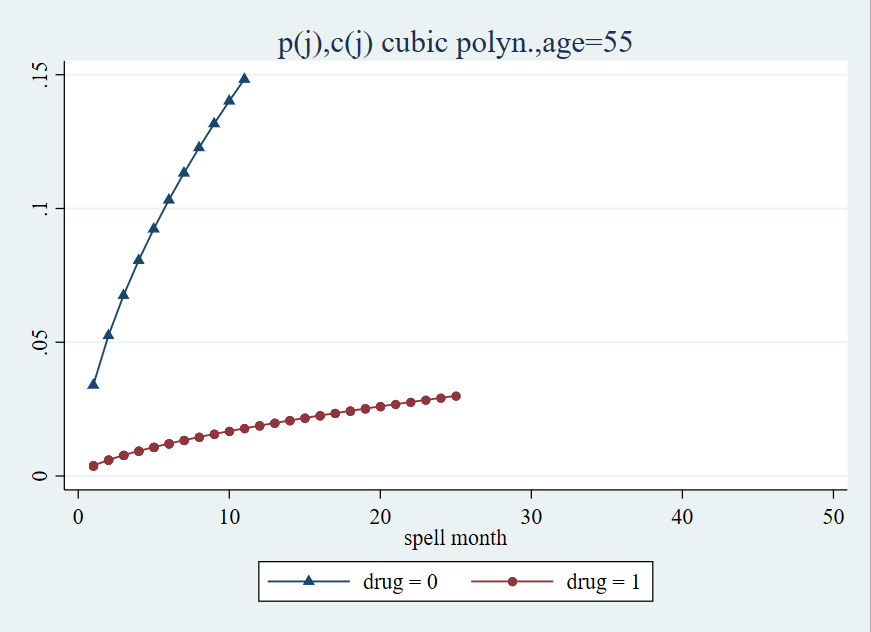 p(j),c(j) cubic polyn.,age=55
.15
.1
.05
0
0 10 20 30 40 50
spell month
drug = 0 drug = 1